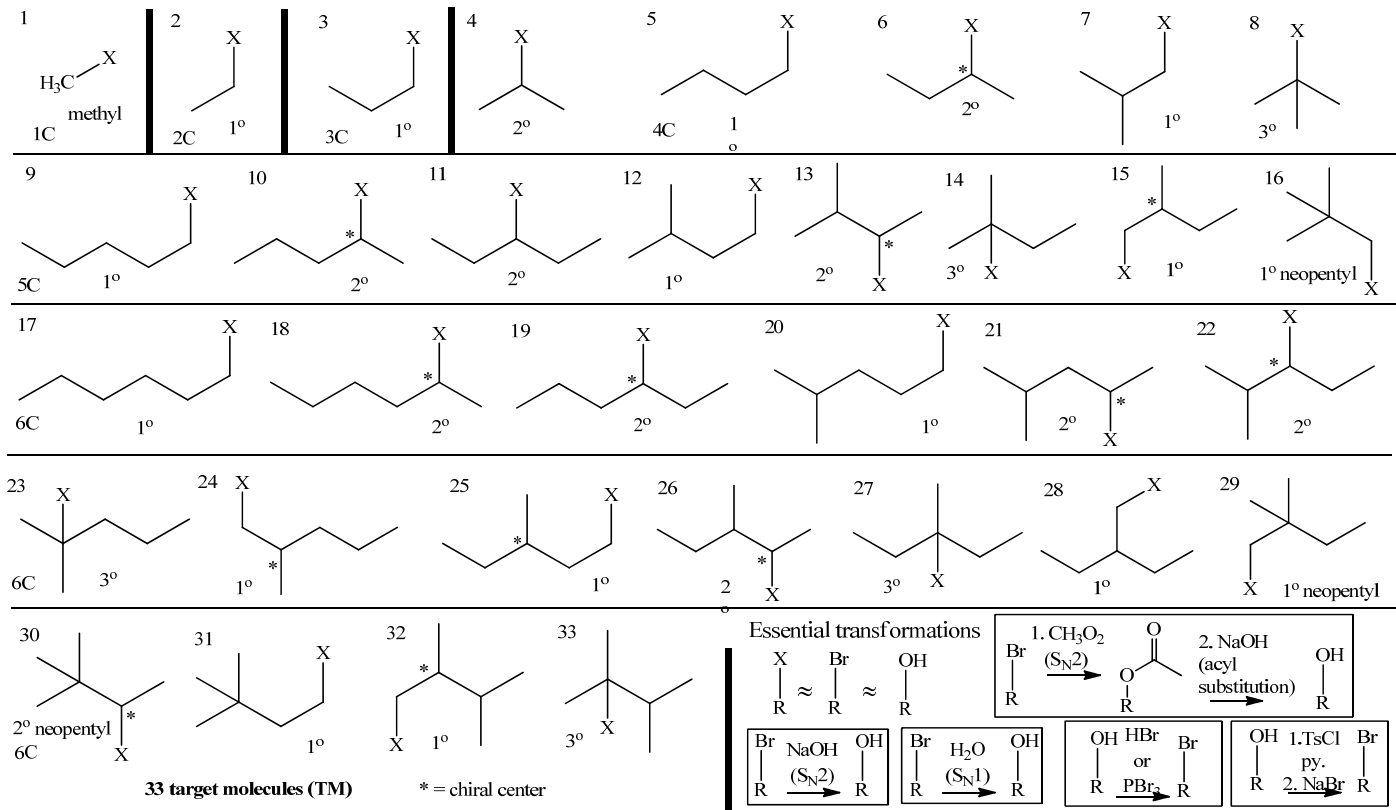 1 2 3 4 5 6 7 8
X X X X X X X X
H₃C
methyl
1C 2C 1º 3C 1º 2º 4C 1º 2º 1º 3º
9 10 11 12 13 14 15 16
X X X X X X X X
* * *
5C 1º 2º 2º 1º 2º 3º 1º 1º neopentyl
17 18 19 20 21 22
X X X X X X
* * * *
6C 1º 2º 2º 1º 2º 2º
23 24 25 26 27 28 29
X X X X X X X
* * *
6C 3º 1º 1º 2º 3º 1º 1º neopentyl
30 31 32 33
X X X X
* *
2º neopentyl 1º 1º 3º
6C
33 target molecules (TM) * = chiral center
Essential transformations
X Br OH
≈ ≈
R R R
Br 1. CH₃O₂ O 2. NaOH OH
(SN2) O (acyl
R R substitution) R
Br NaOH OH
(SN2)
R R
Br H₂O OH
(SN1)
R R
OH HBr Br
or
R PBr₃ R
OH 1.TsCl Br
py.
R 2. NaBr R